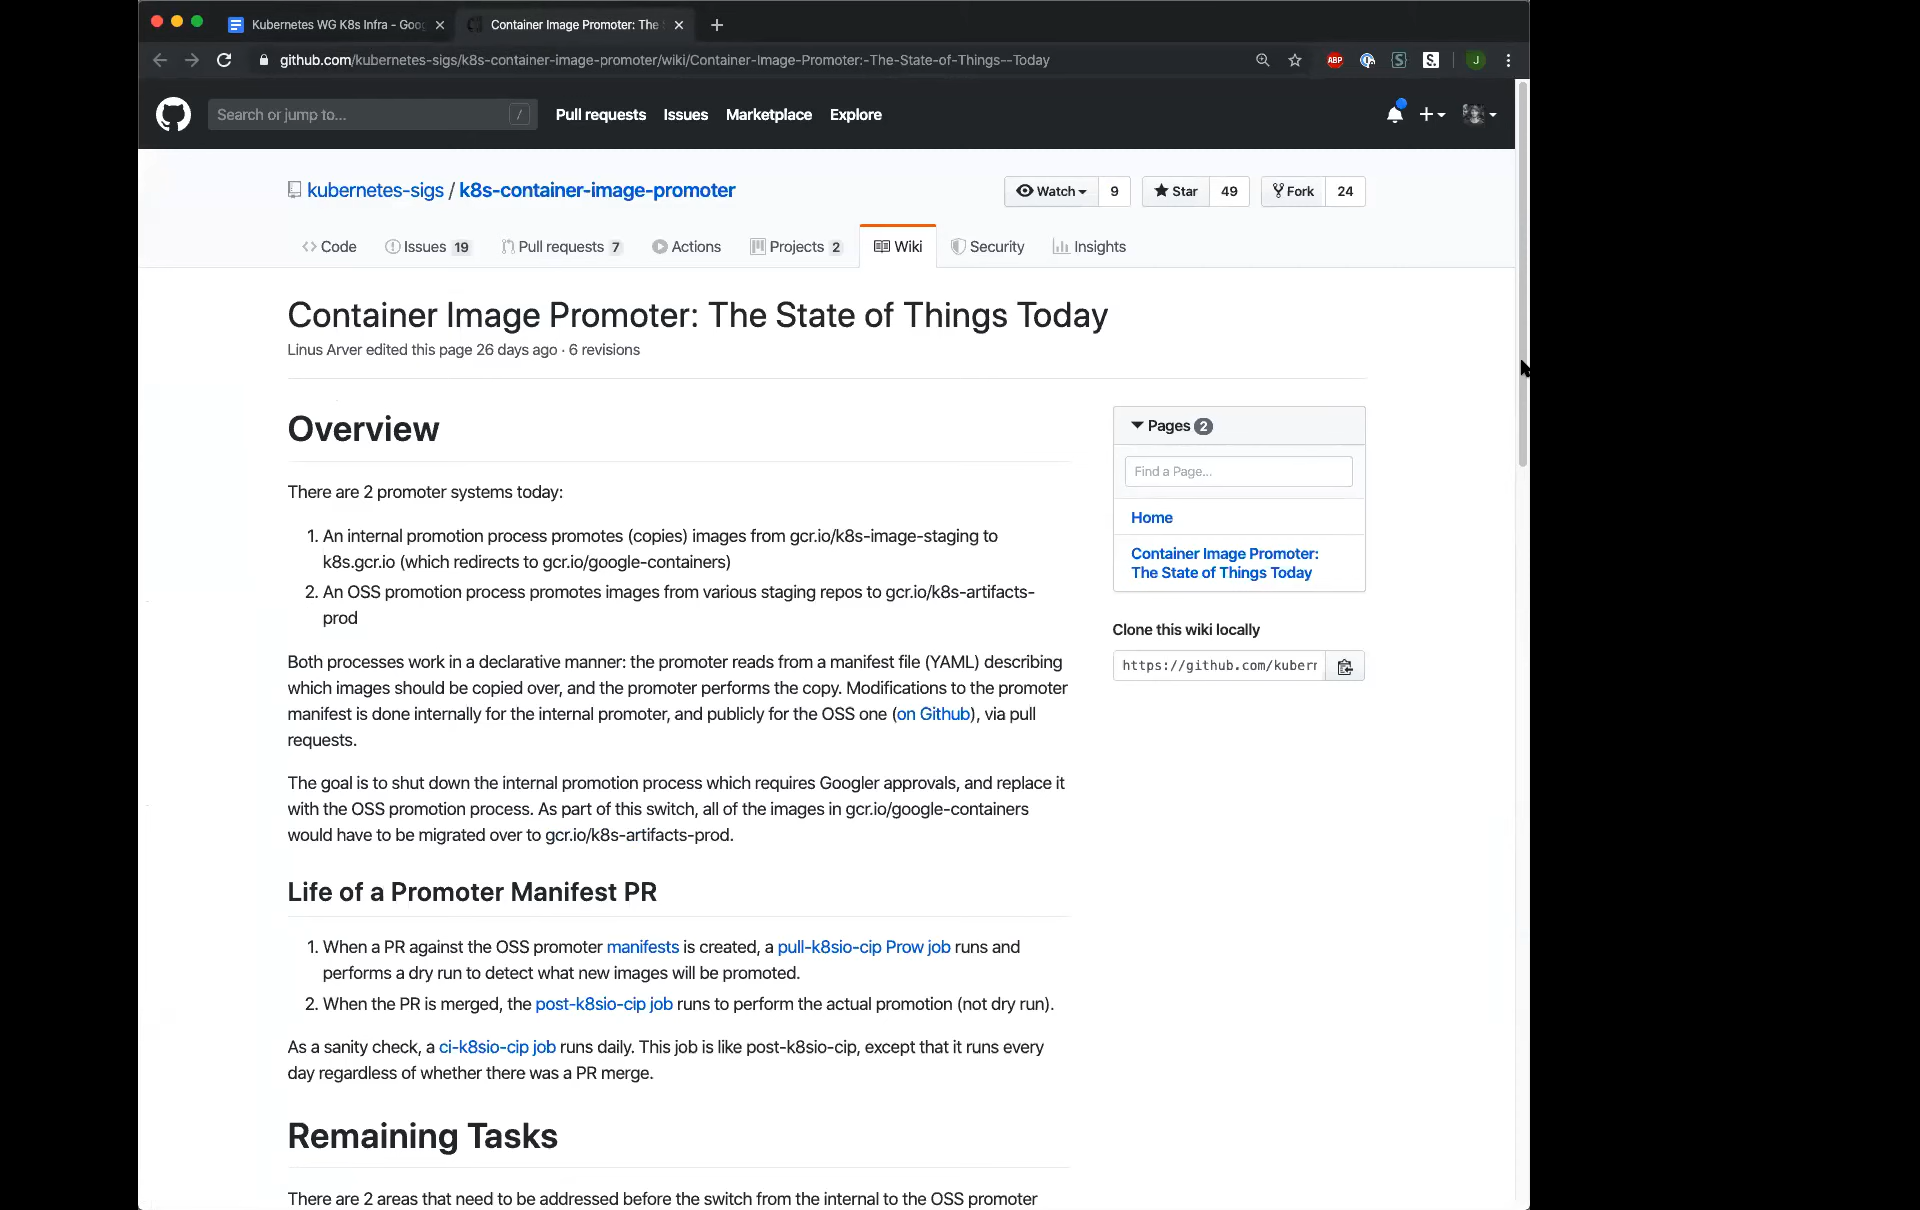 Kubernetes WG K8s Infra - Goo
Container Image Promoter: The
github.com/kubernetes-sigs/k8s-container-image-promoter/wiki/Container-Image-Promoter:-The-State-of-Things--Today
ABP
S
S.
J
Search or jump to...
/
Pull requests
Issues
Marketplace
Explore
kubernetes-sigs / k8s-container-image-promoter
Watch 9
Star 49
Fork 24
Code
Issues 19
Pull requests 7
Actions
Projects 2
Wiki
Security
Insights
Container Image Promoter: The State of Things Today
Linus Arver edited this page 26 days ago · 6 revisions
Overview
There are 2 promoter systems today:
1. An internal promotion process promotes (copies) images from gcr.io/k8s-image-staging to
k8s.gcr.io (which redirects to gcr.io/google-containers)
2. An OSS promotion process promotes images from various staging repos to gcr.io/k8s-artifacts-
prod
Both processes work in a declarative manner: the promoter reads from a manifest file (YAML) describing
which images should be copied over, and the promoter performs the copy. Modifications to the promoter
manifest is done internally for the internal promoter, and publicly for the OSS one (on Github), via pull
requests.
The goal is to shut down the internal promotion process which requires Googler approvals, and replace it
with the OSS promotion process. As part of this switch, all of the images in gcr.io/google-containers
would have to be migrated over to gcr.io/k8s-artifacts-prod.
Life of a Promoter Manifest PR
1. When a PR against the OSS promoter manifests is created, a pull-k8sio-cip Prow job runs and
performs a dry run to detect what new images will be promoted.
2. When the PR is merged, the post-k8sio-cip job runs to perform the actual promotion (not dry run).
As a sanity check, a ci-k8sio-cip job runs daily. This job is like post-k8sio-cip, except that it runs every
day regardless of whether there was a PR merge.
Remaining Tasks
There are 2 areas that need to be addressed before the switch from the internal to the OSS promoter
Pages 2
Find a Page...
Home
Container Image Promoter:
The State of Things Today
Clone this wiki locally
https://github.com/kubern